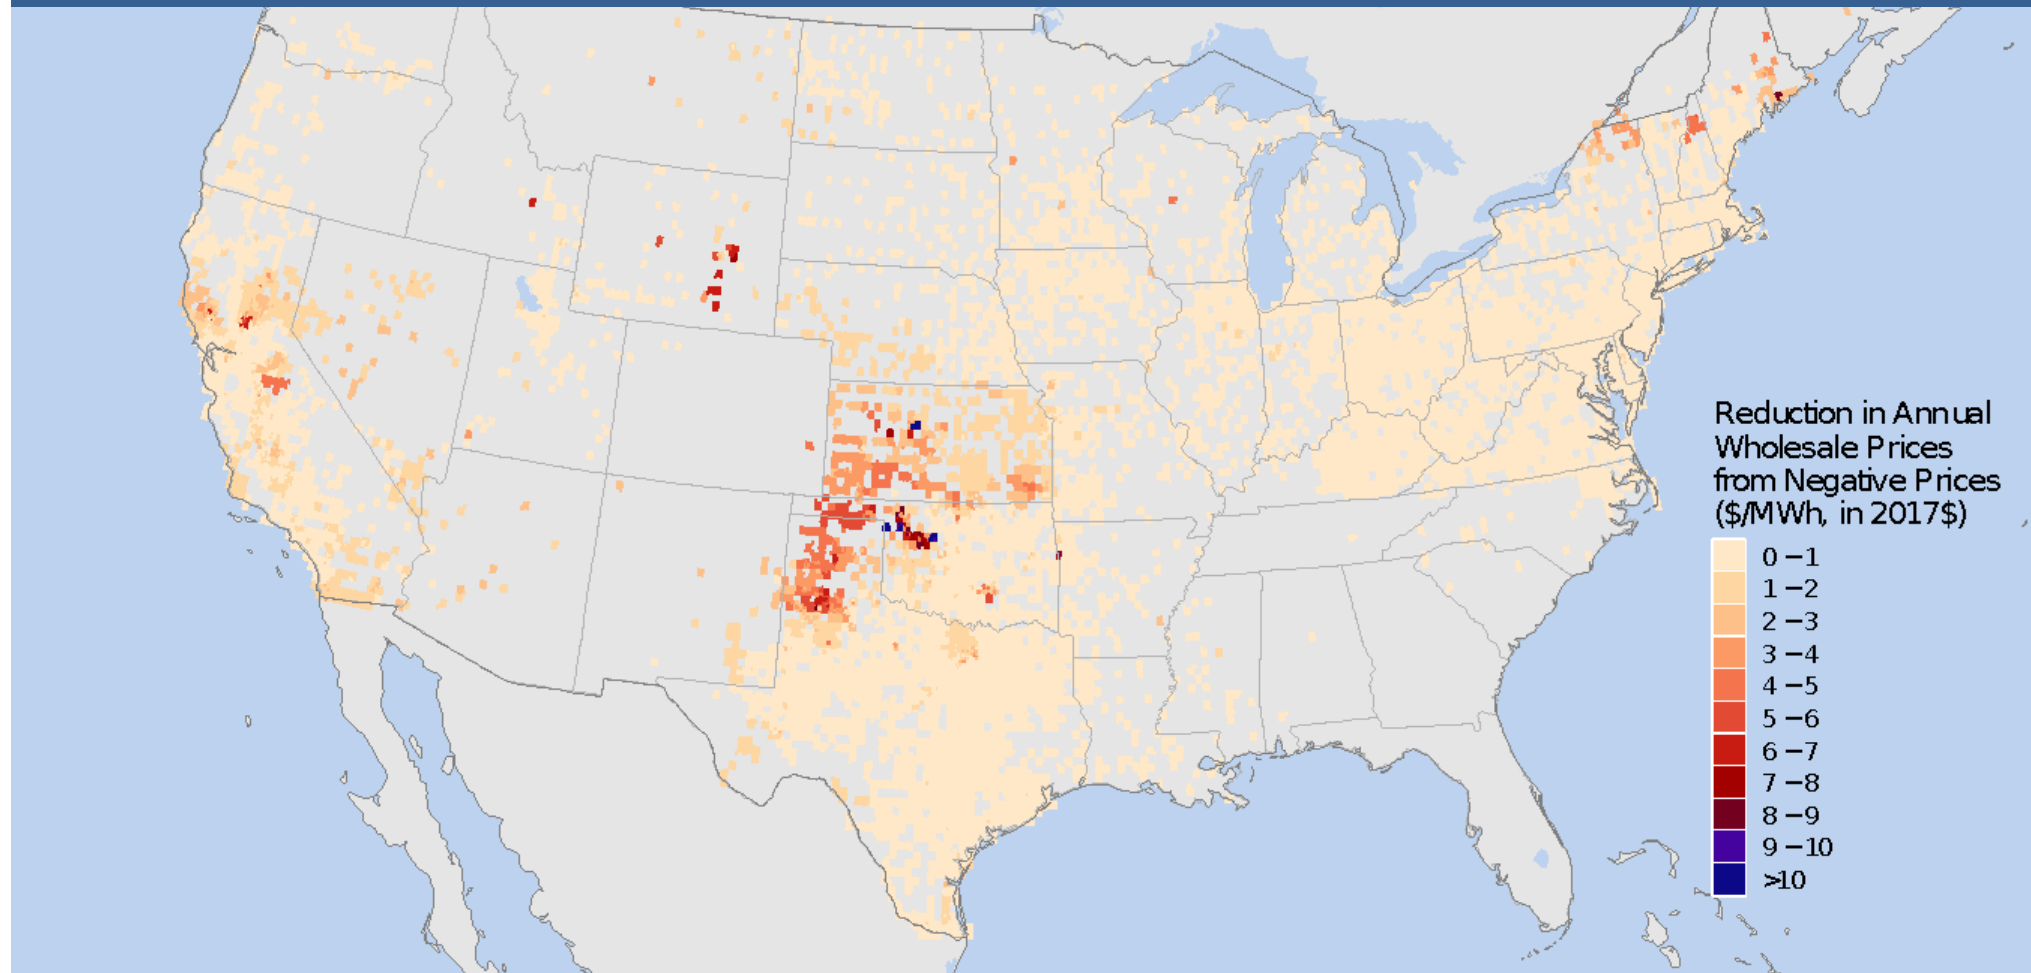 Reduction in Annual
Wholesale Prices
from Negative Prices
($/MWh, in 2017$)
0 – 1
1 – 2
2 – 3
3 – 4
4 – 5
5 – 6
6 – 7
7 – 8
8 – 9
9 – 10
>10